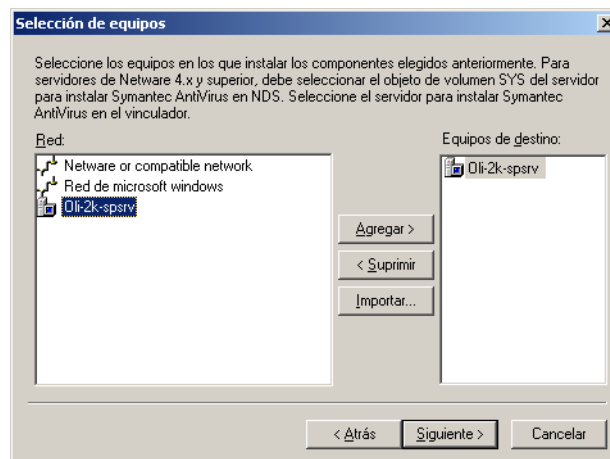 Selección de equipos
Seleccione los equipos en los que instalar los componentes elegidos anteriormente. Para
servidores de Netware 4.x y superior, debe seleccionar el objeto de volumen SYS del servidor
para instalar Symantec AntiVirus en NDS. Seleccione el servidor para instalar Symantec
AntiVirus en el vinculador.
Red:
Netware or compatible network
Red de microsoft windows
Oli-2k-spsrv
Agregar >
< Suprimir
Importar...
Equipos de destino:
Oli-2k-spsrv
< Atrás
Siguiente >
Cancelar